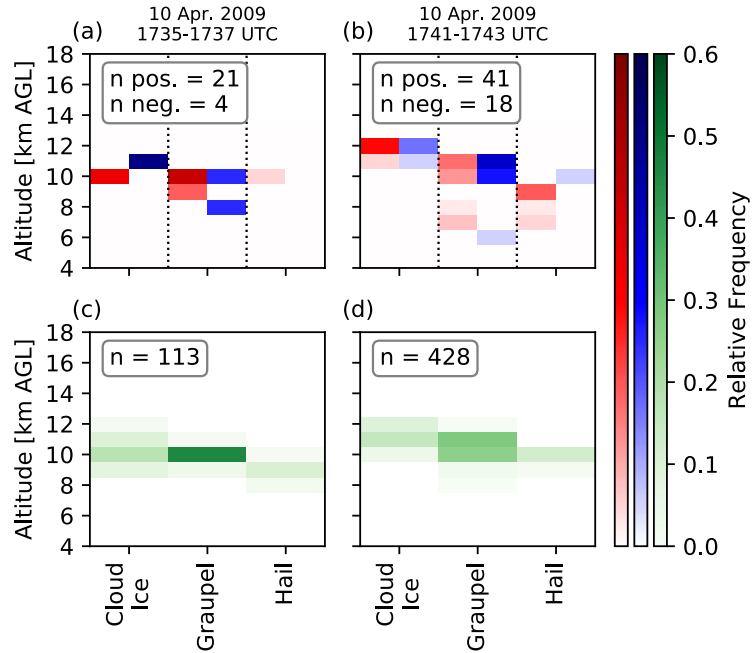 10 Apr. 2009
1735-1737 UTC
10 Apr. 2009
1741-1743 UTC
(a)
(b)
n pos. = 21
n neg. = 4
n pos. = 41
n neg. = 18
Altitude [km AGL]
18
16
14
12
10
8
6
4
(c)
(d)
n = 113
n = 428
Altitude [km AGL]
18
16
14
12
10
8
6
4
Cloud
Ice
Graupel
Hail
Cloud
Ice
Graupel
Hail
0.6
0.5
0.4
0.3
0.2
0.1
0.0
Relative Frequency